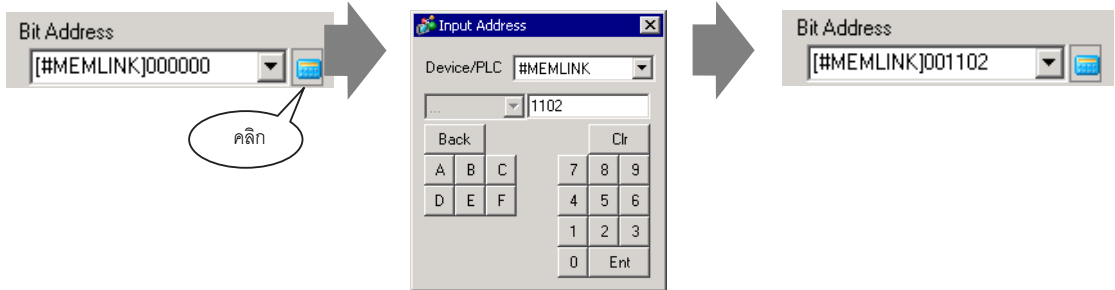 Bit Address
[#MEMLINK]000000
คลิก
Input Address
Device/PLC #MEMLINK
... 1102
Back Clr
A B C 7 8 9
D E F 4 5 6
1 2 3
0 Ent
Bit Address
[#MEMLINK]001102